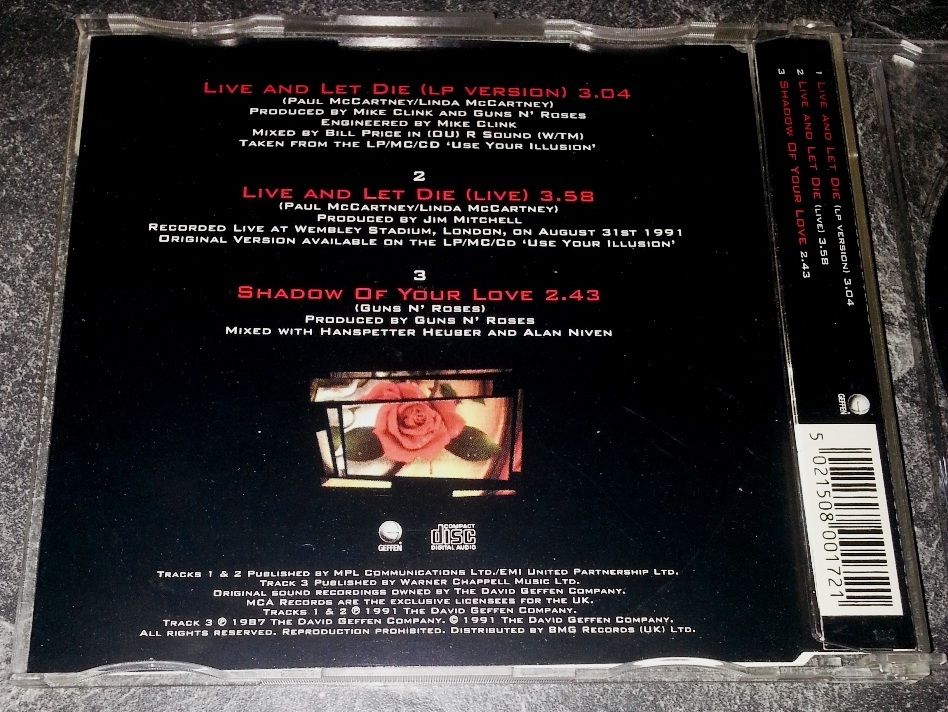 Live and Let Die (LP version) 3.04
(Paul McCartney/Linda McCartney)
Produced by Mike Clink and Guns N' Roses
Engineered by Mike Clink
Mixed by Bill Price in (OU) R Sound (W/TM)
Taken from the LP/MC/CD 'Use Your Illusion'
2
Live and Let Die (live) 3.58
(Paul McCartney/Linda McCartney)
Produced by Jim Mitchell
Recorded Live at Wembley Stadium, London, on August 31st 1991
Original Version available on the LP/MC/Cd 'Use Your Illusion'
3
Shadow Of Your Love 2.43
(Guns N' Roses)
Produced by Guns N' Roses
Mixed with Hanspetter Heuber and Alan Niven
GEFFEN
COMPACT
disc
DIGITAL AUDIO
Tracks 1 & 2 Published by MPL Communications Ltd./EMI United Partnership Ltd.
Track 3 Published by Warner Chappell Music Ltd.
Original sound recordings owned by The David Geffen Company.
MCA Records are the exclusive licensees for the UK.
Tracks 1 & 2 ℗ 1991 The David Geffen Company.
Track 3 ℗ 1987 The David Geffen Company. © 1991 The David Geffen Company.
All rights reserved. Reproduction prohibited. Distributed by BMG Records (UK) Ltd.
1 Live and Let Die (LP version) 3.04
2 Live and Let Die (live) 3.58
3 Shadow Of Your Love 2.43
GEFFEN
5 021508 001721